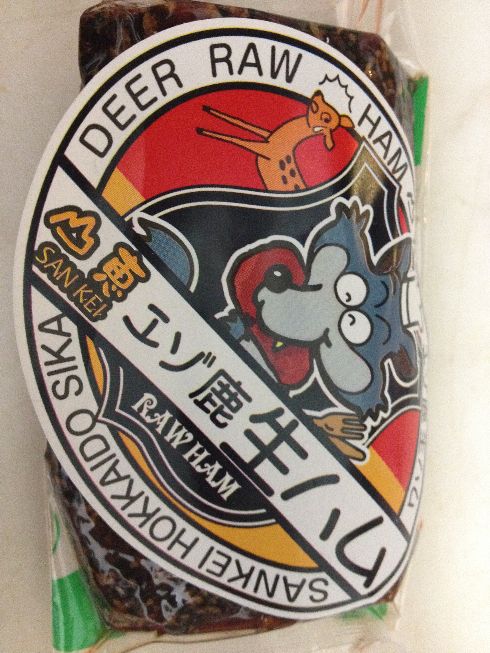 DEER RAW HAM
山恵
SAN KEI
エゾ鹿生ハム
RAW HAM
SANKEI HOKKAIDO SIKA